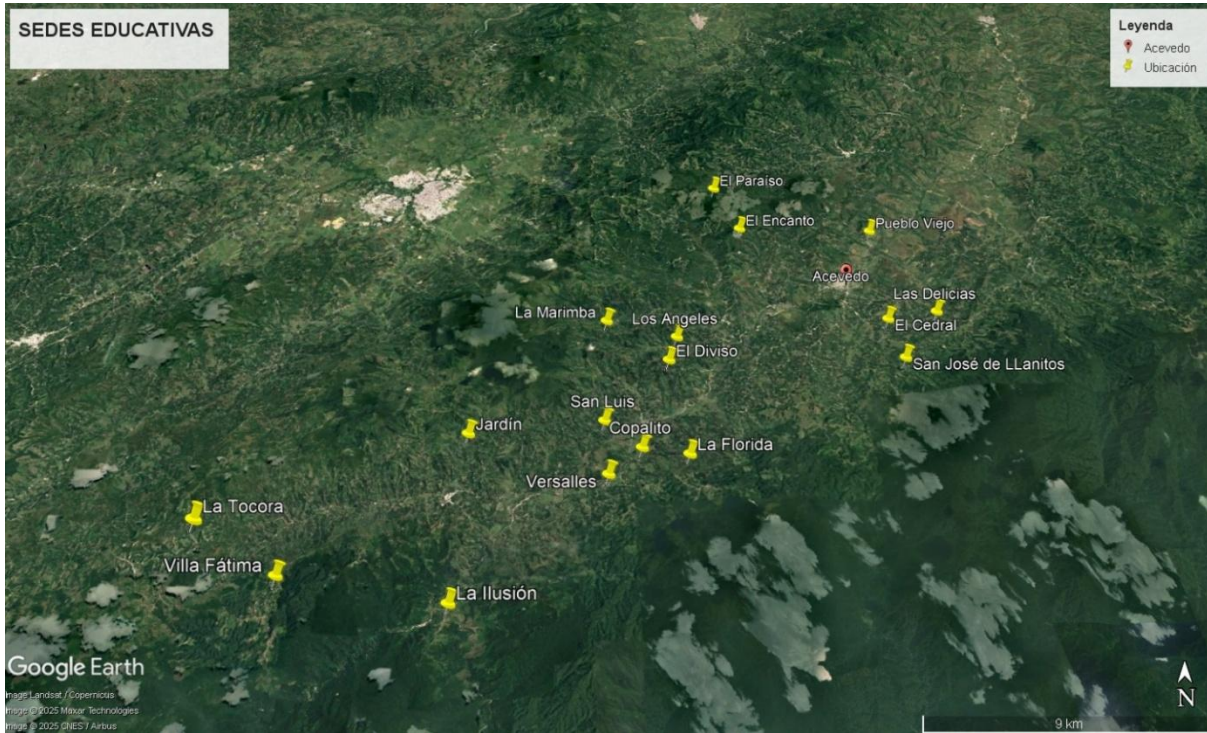 SEDES EDUCATIVAS
Leyenda
Acevedo
Ubicación
El Paraíso
El Encanto
Pueblo Viejo
Acevedo
Las Delicias
La Marimba
Los Angeles
El Cedral
El Diviso
San José de LLanitos
San Luis
Jardín
Copalito
La Florida
Versalles
La Tocora
Villa Fátima
La Ilusión
Google Earth
Image Landsat / Copernicus
Image © 2025 Maxar Technologies
Image © 2025 CNES / Airbus
N
9 km